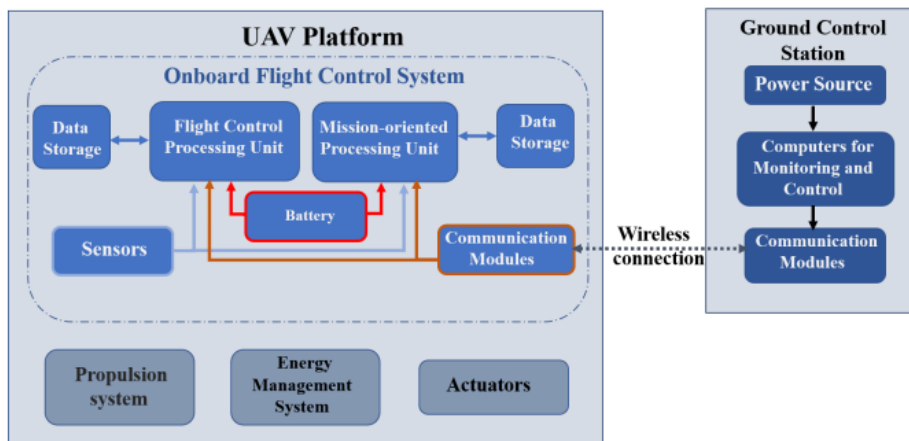 UAV Platform
Onboard Flight Control System
Data
Storage
Flight Control
Processing Unit
Mission-oriented
Processing Unit
Data
Storage
Battery
Sensors
Communication
Modules
Propulsion
system
Energy
Management
System
Actuators
Wireless
connection
Ground Control
Station
Power Source
Computers for
Monitoring and
Control
Communication
Modules